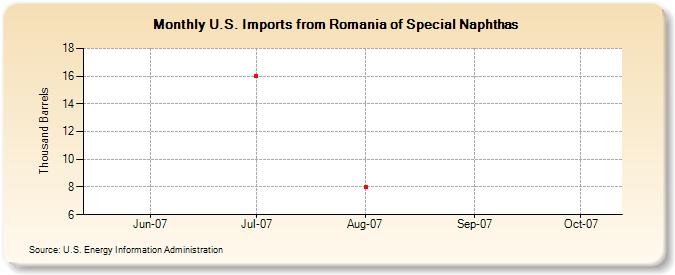 Monthly U.S. Imports from Romania of Special Naphthas
Thousand Barrels
18
16
14
12
10
8
6
Jun-07 Jul-07 Aug-07 Sep-07 Oct-07
Source: U.S. Energy Information Administration